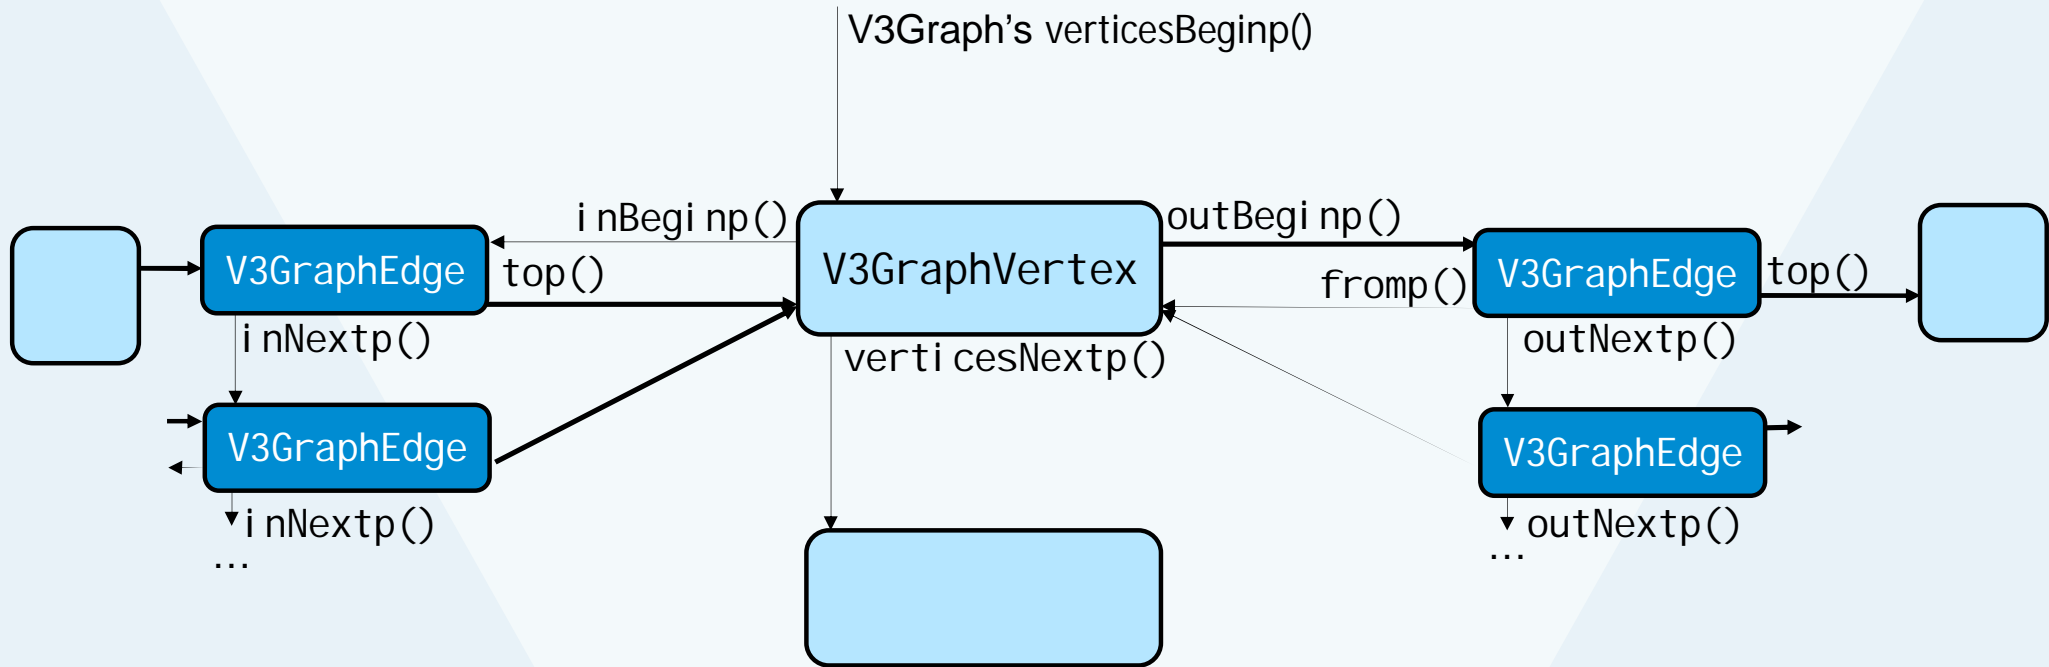 V3Graph's verticesBeginp()
inBeginp()
outBeginp()
V3GraphEdge
top()
V3GraphVertex
fromp()
V3GraphEdge
top()
inNextp()
verticesNextp()
outNextp()
V3GraphEdge
V3GraphEdge
inNextp()
...
outNextp()
...